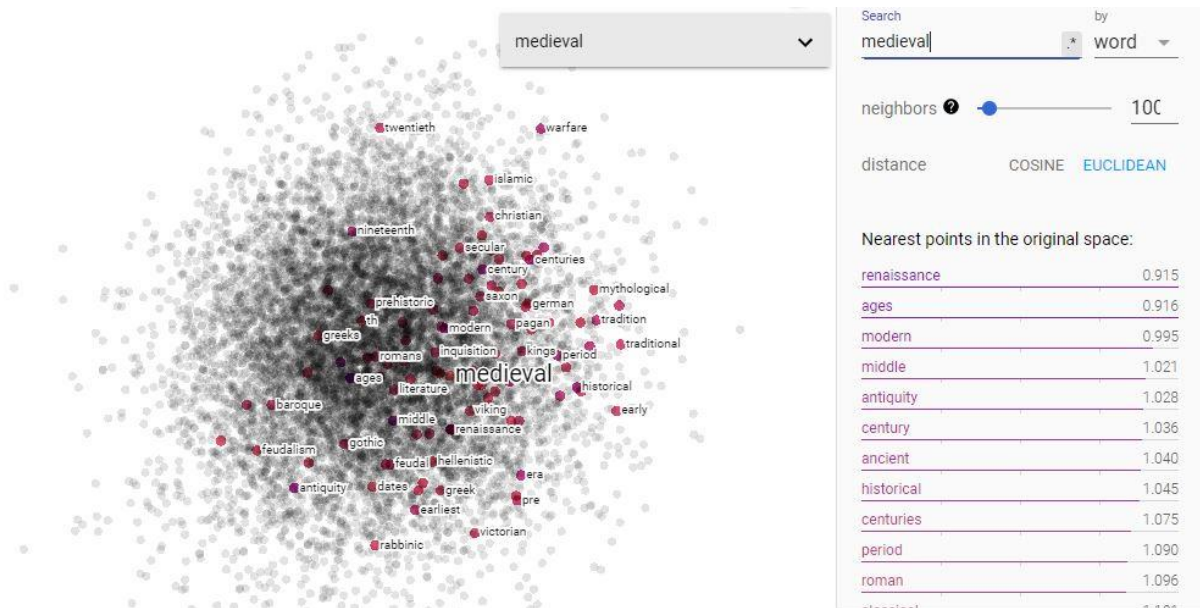 medieval
twentieth
warfare
islamic
christian
nineteenth
secular
centuries
century
mythological
saxon
prehistoric
german
th
tradition
modern
pagan
greeks
traditional
inquisition
kings
period
romans
medieval
ages
historical
literature
baroque
viking
early
middle
renaissance
gothic
feudalism
feudal
hellenistic
era
antiquity
dates
greek
pre
earliest
victorian
rabbinic
Search
by
medieval
.*
word
neighbors ?
100
distance
COSINE
EUCLIDEAN
Nearest points in the original space:
renaissance 0.915
ages 0.916
modern 0.995
middle 1.021
antiquity 1.028
century 1.036
ancient 1.040
historical 1.045
centuries 1.075
period 1.090
roman 1.096